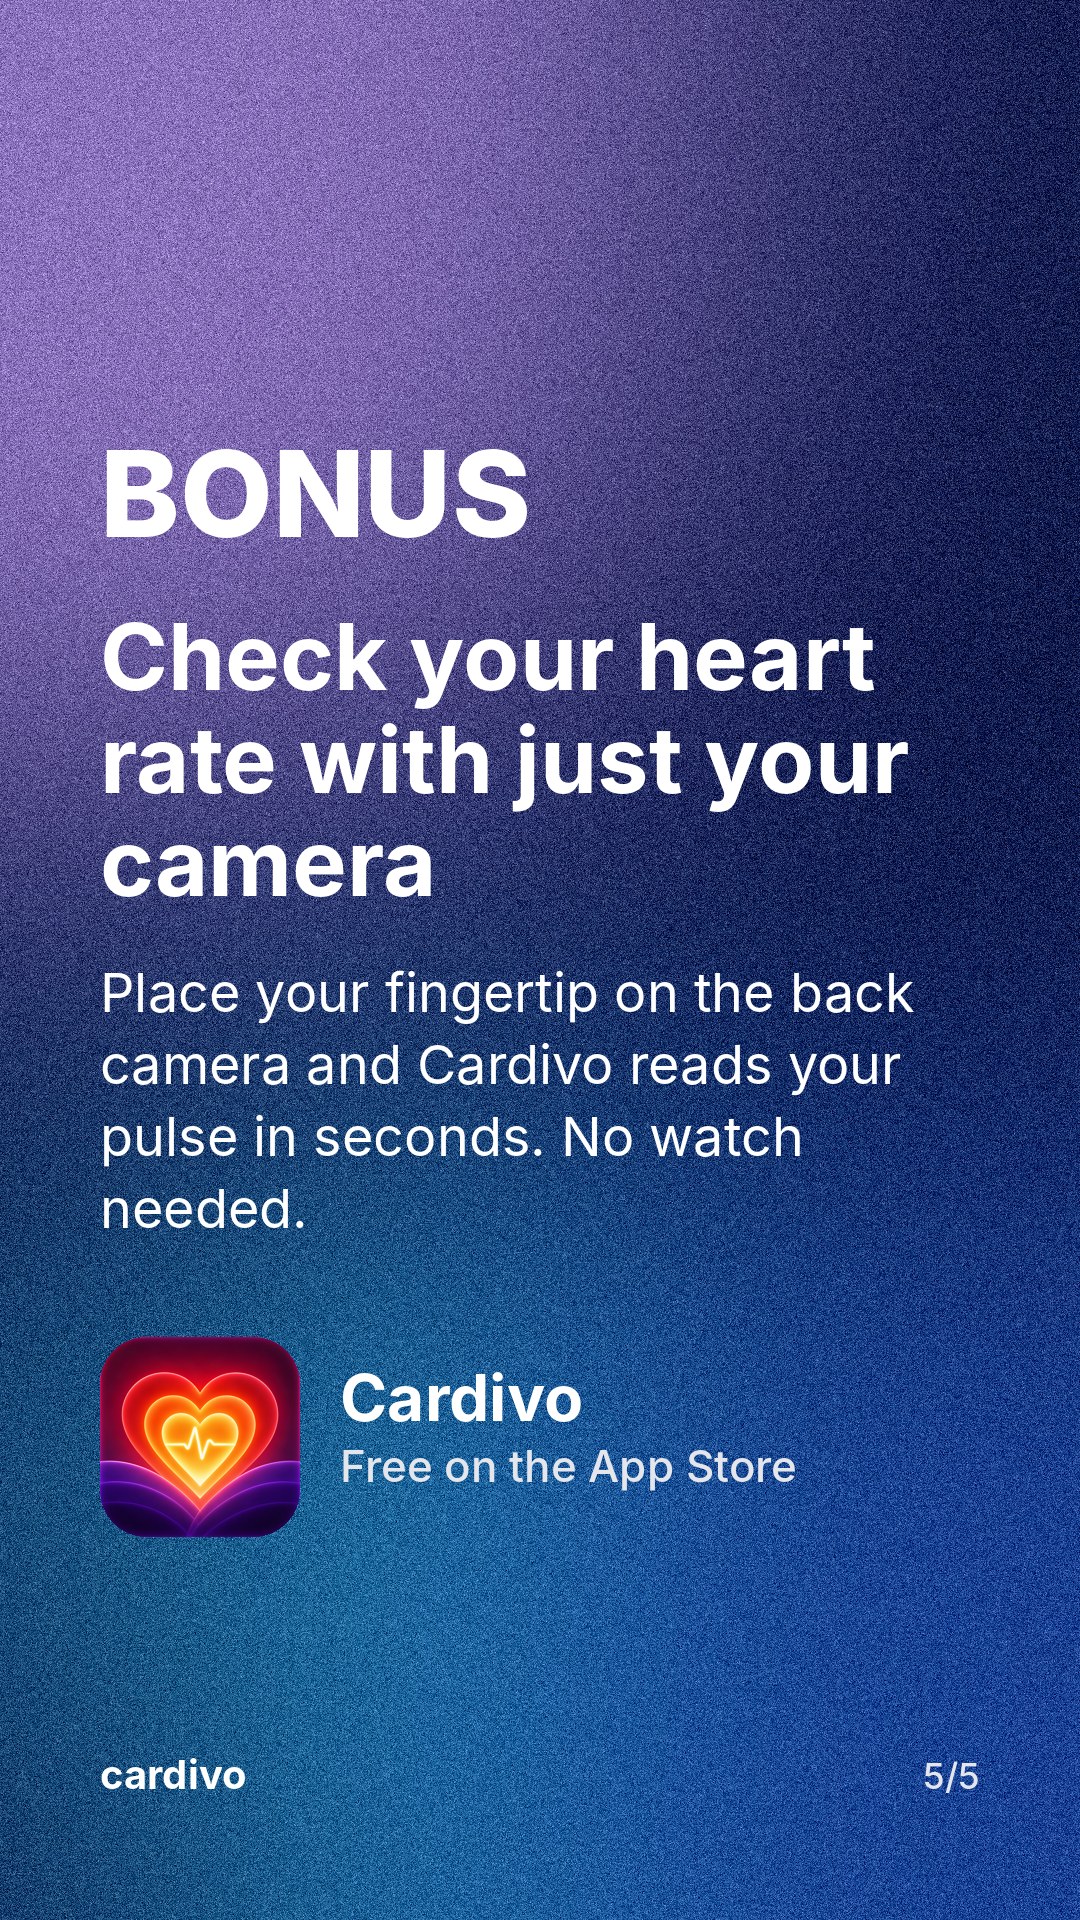 BONUS
Check your heart
rate with just your
camera
Place your fingertip on the back
camera and Cardivo reads your
pulse in seconds. No watch
needed.
Cardivo
Free on the App Store
cardivo
5/5